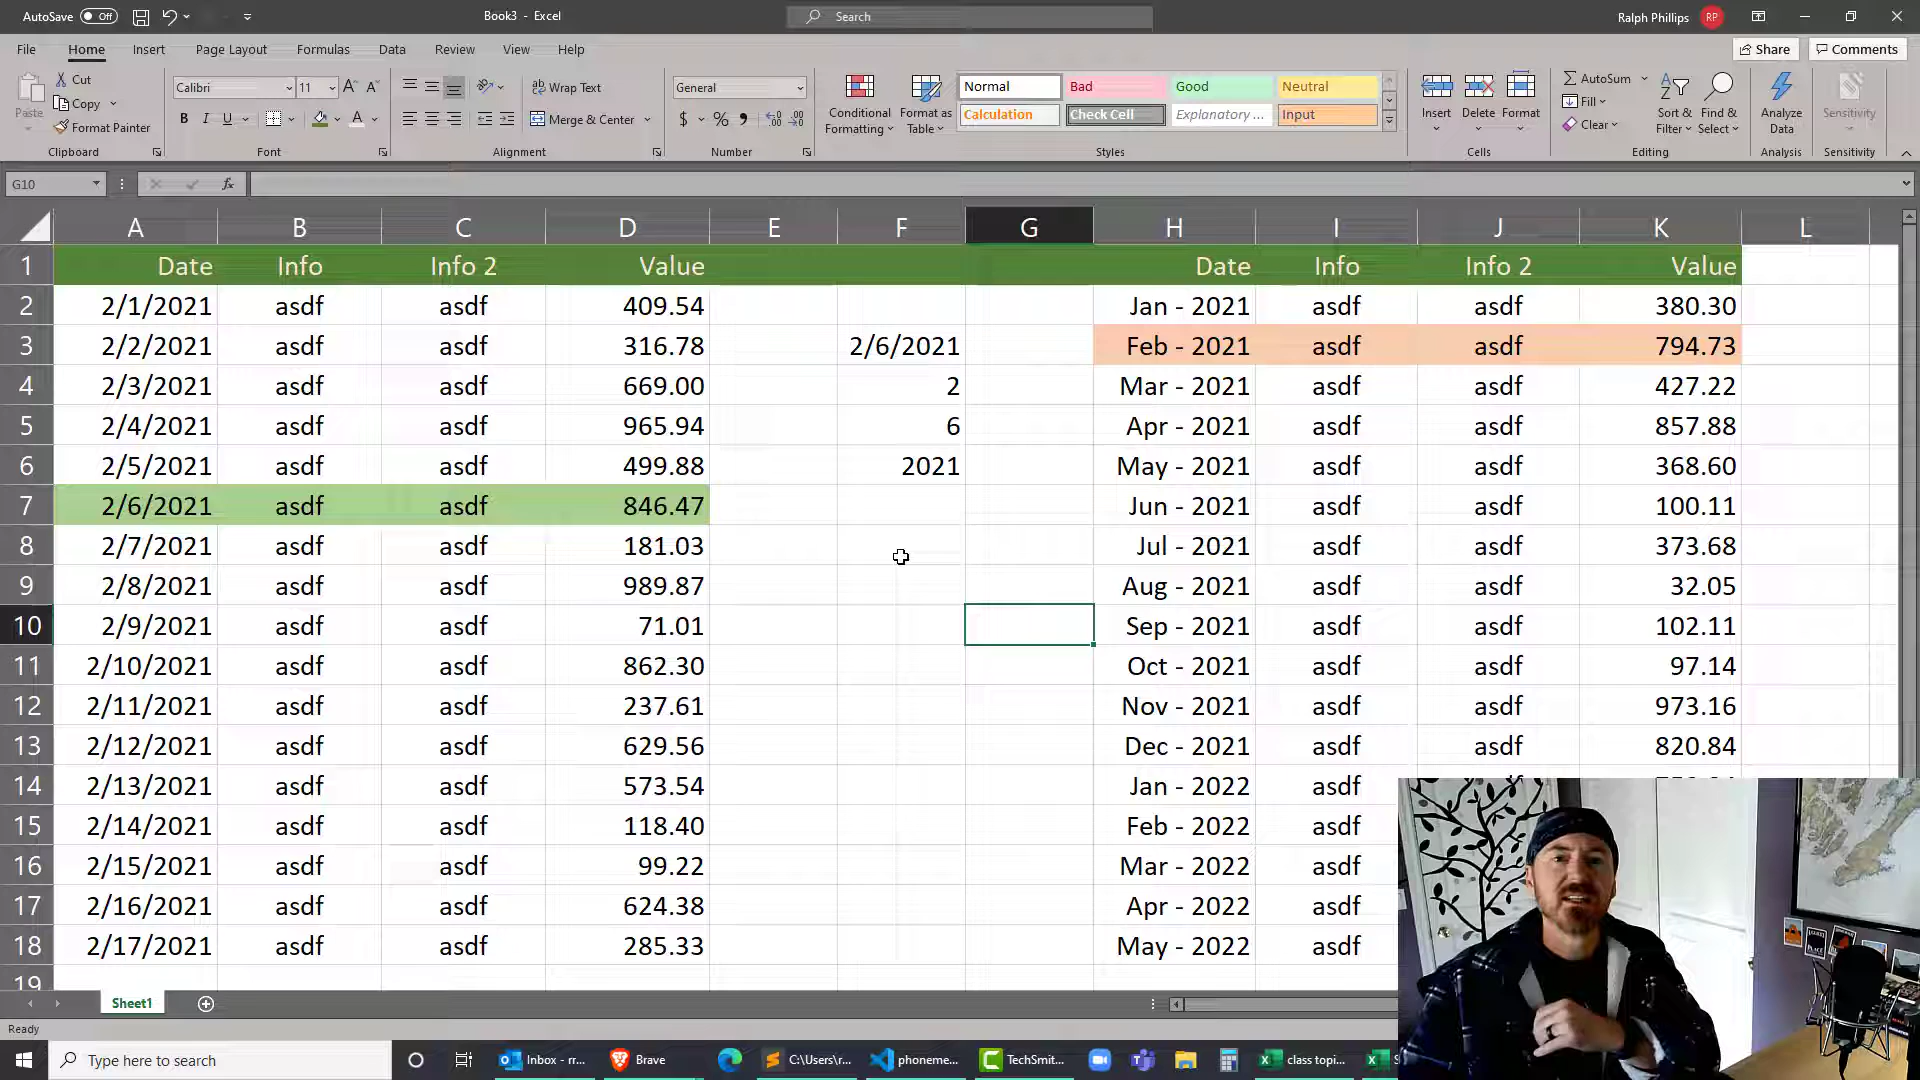 AutoSave Off Book3 - Excel Search Ralph Phillips RP
File Home Insert Page Layout Formulas Data Review View Help Share Comments
Paste Cut Copy Format Painter
Calibri 11 A A B I U A
ab Wrap Text Merge & Center
General $ % 9
Conditional Formatting Format as Table
Normal Bad Good Neutral
Calculation Check Cell Explanatory ... Input
Insert Delete Format
AutoSum Fill Clear Sort & Filter Find & Select
Analyze Data Sensitivity
Clipboard Font Alignment Number Styles Cells Editing Analysis Sensitivity
G10 fx
A B C D E F G H I J K L
1 Date Info Info 2 Value Date Info Info 2 Value
2 2/1/2021 asdf asdf 409.54 Jan - 2021 asdf asdf 380.30
3 2/2/2021 asdf asdf 316.78 2/6/2021 Feb - 2021 asdf asdf 794.73
4 2/3/2021 asdf asdf 669.00 2 Mar - 2021 asdf asdf 427.22
5 2/4/2021 asdf asdf 965.94 6 Apr - 2021 asdf asdf 857.88
6 2/5/2021 asdf asdf 499.88 2021 May - 2021 asdf asdf 368.60
7 2/6/2021 asdf asdf 846.47 Jun - 2021 asdf asdf 100.11
8 2/7/2021 asdf asdf 181.03 Jul - 2021 asdf asdf 373.68
9 2/8/2021 asdf asdf 989.87 Aug - 2021 asdf asdf 32.05
10 2/9/2021 asdf asdf 71.01 Sep - 2021 asdf asdf 102.11
11 2/10/2021 asdf asdf 862.30 Oct - 2021 asdf asdf 97.14
12 2/11/2021 asdf asdf 237.61 Nov - 2021 asdf asdf 973.16
13 2/12/2021 asdf asdf 629.56 Dec - 2021 asdf asdf 820.84
14 2/13/2021 asdf asdf 573.54 Jan - 2022 asdf
15 2/14/2021 asdf asdf 118.40 Feb - 2022 asdf
16 2/15/2021 asdf asdf 99.22 Mar - 2022 asdf
17 2/16/2021 asdf asdf 624.38 Apr - 2022 asdf
18 2/17/2021 asdf asdf 285.33 May - 2022 asdf
19
Sheet1
Ready
Type here to search Inbox - rr... Brave C:\Users\r... phoneme... TechSmit... class topi...